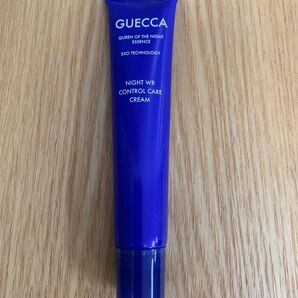 GUECCA
QUEEN OF THE NIGHT
ESSENCE
EXO TECHNOLOGY
NIGHT WR
CONTROL CARE
CREAM